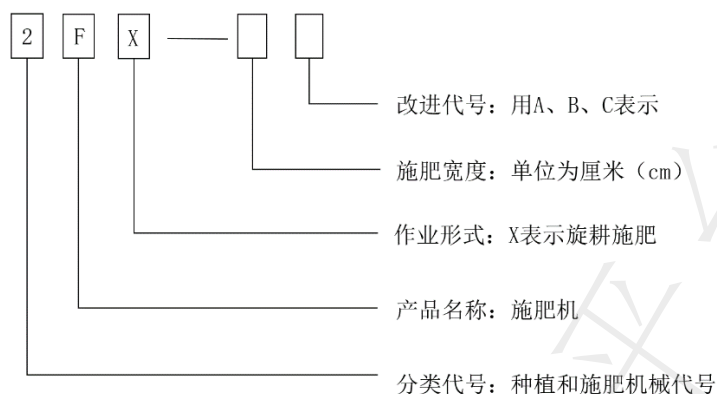 2 F X —
改进代号：用A、B、C表示
施肥宽度：单位为厘米（cm）
作业形式：X表示旋耕施肥
产品名称：施肥机
分类代号：种植和施肥机械代号